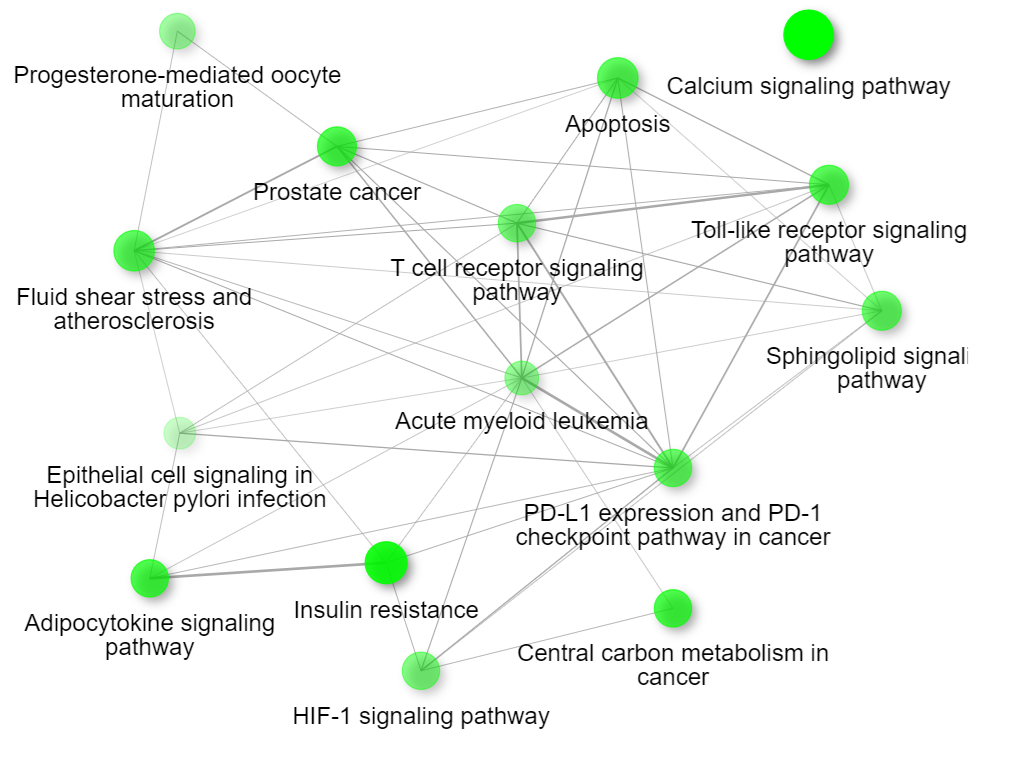 Progesterone-mediated oocyte
maturation
Calcium signaling pathway
Apoptosis
Prostate cancer
Toll-like receptor signaling
pathway
T cell receptor signaling
pathway
Fluid shear stress and
atherosclerosis
Sphingolipid signali
pathway
Acute myeloid leukemia
Epithelial cell signaling in
Helicobacter pylori infection
PD-L1 expression and PD-1
checkpoint pathway in cancer
Insulin resistance
Adipocytokine signaling
pathway
Central carbon metabolism in
cancer
HIF-1 signaling pathway